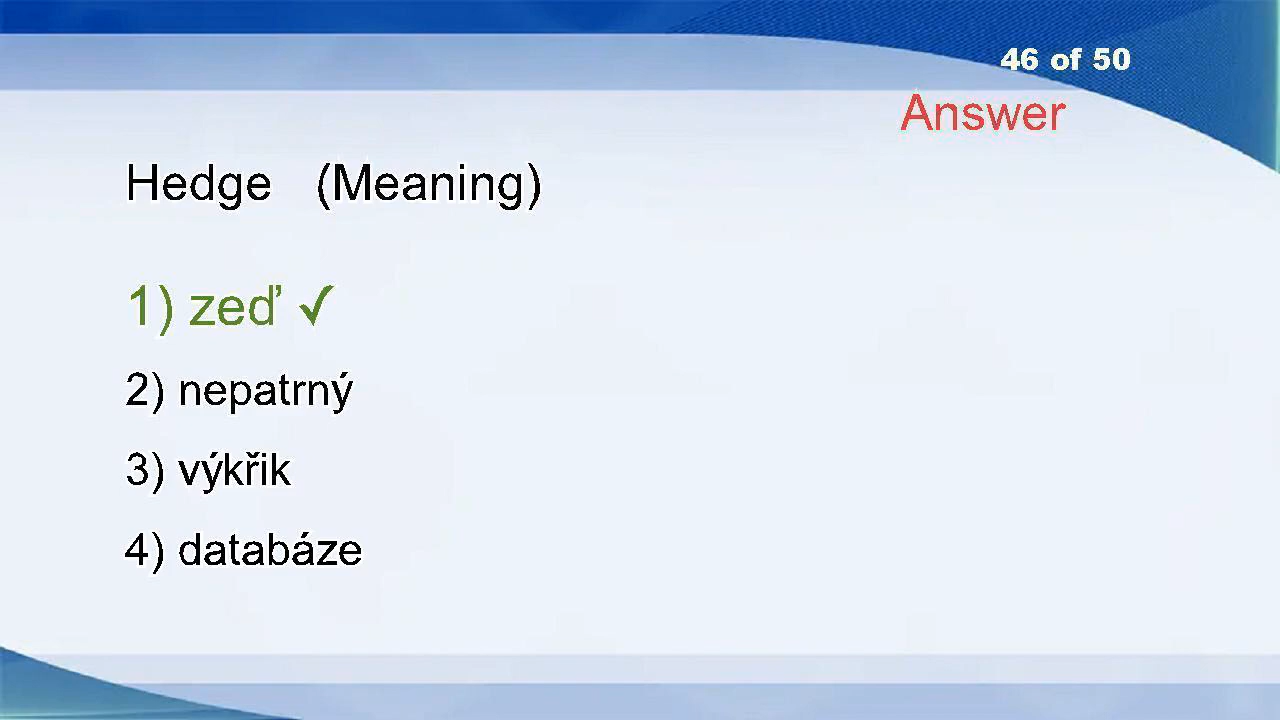 46 of 50
Answer
Hedge (Meaning)
1) zeď ✓
2) nepatrný
3) výkřik
4) databáze